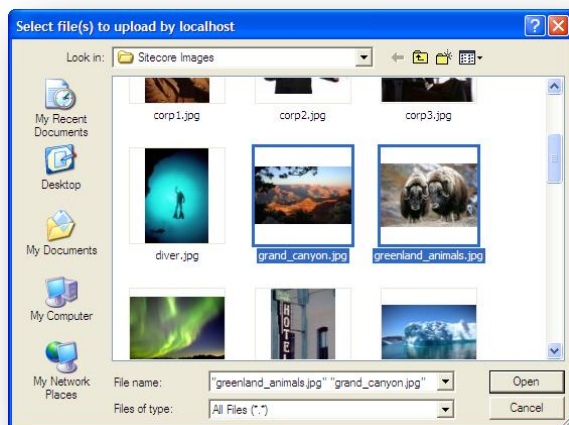 Select file(s) to upload by localhost
Look in:
Sitecore Images
My Recent
Documents
Desktop
My Documents
My Computer
My Network
Places
corp1.jpg
corp2.jpg
corp3.jpg
diver.jpg
grand_canyon.jpg
greenland_animals.jpg
HOTEL
File name:
"greenland_animals.jpg" "grand_canyon.jpg"
Open
Files of type:
All Files (*.*)
Cancel